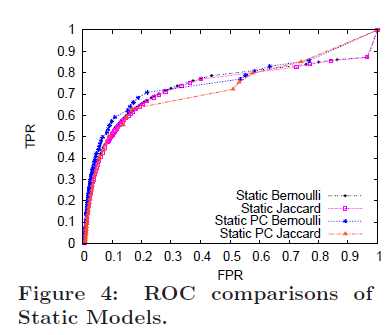 1
0.9
0.8
0.7
0.6
0.5
0.4
0.3
0.2
0.1
0
TPR
Static Bernoulli
Static Jaccard
Static PC Bernoulli
Static PC Jaccard
0 0.1 0.2 0.3 0.4 0.5 0.6 0.7 0.8 0.9 1
FPR
Figure 4: ROC comparisons of
Static Models.